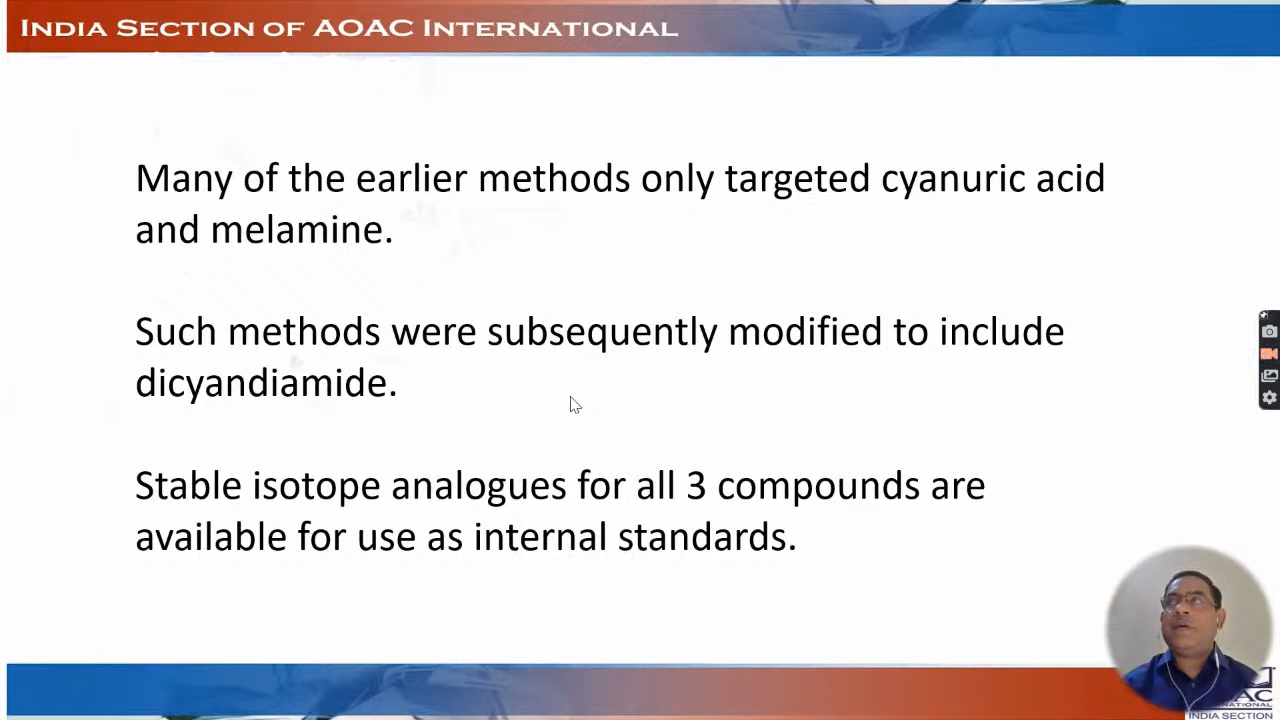 INDIA SECTION OF AOAC INTERNATIONAL
Many of the earlier methods only targeted cyanuric acid
and melamine.
Such methods were subsequently modified to include
dicyandiamide.
Stable isotope analogues for all 3 compounds are
available for use as internal standards.
INDIA SECTION